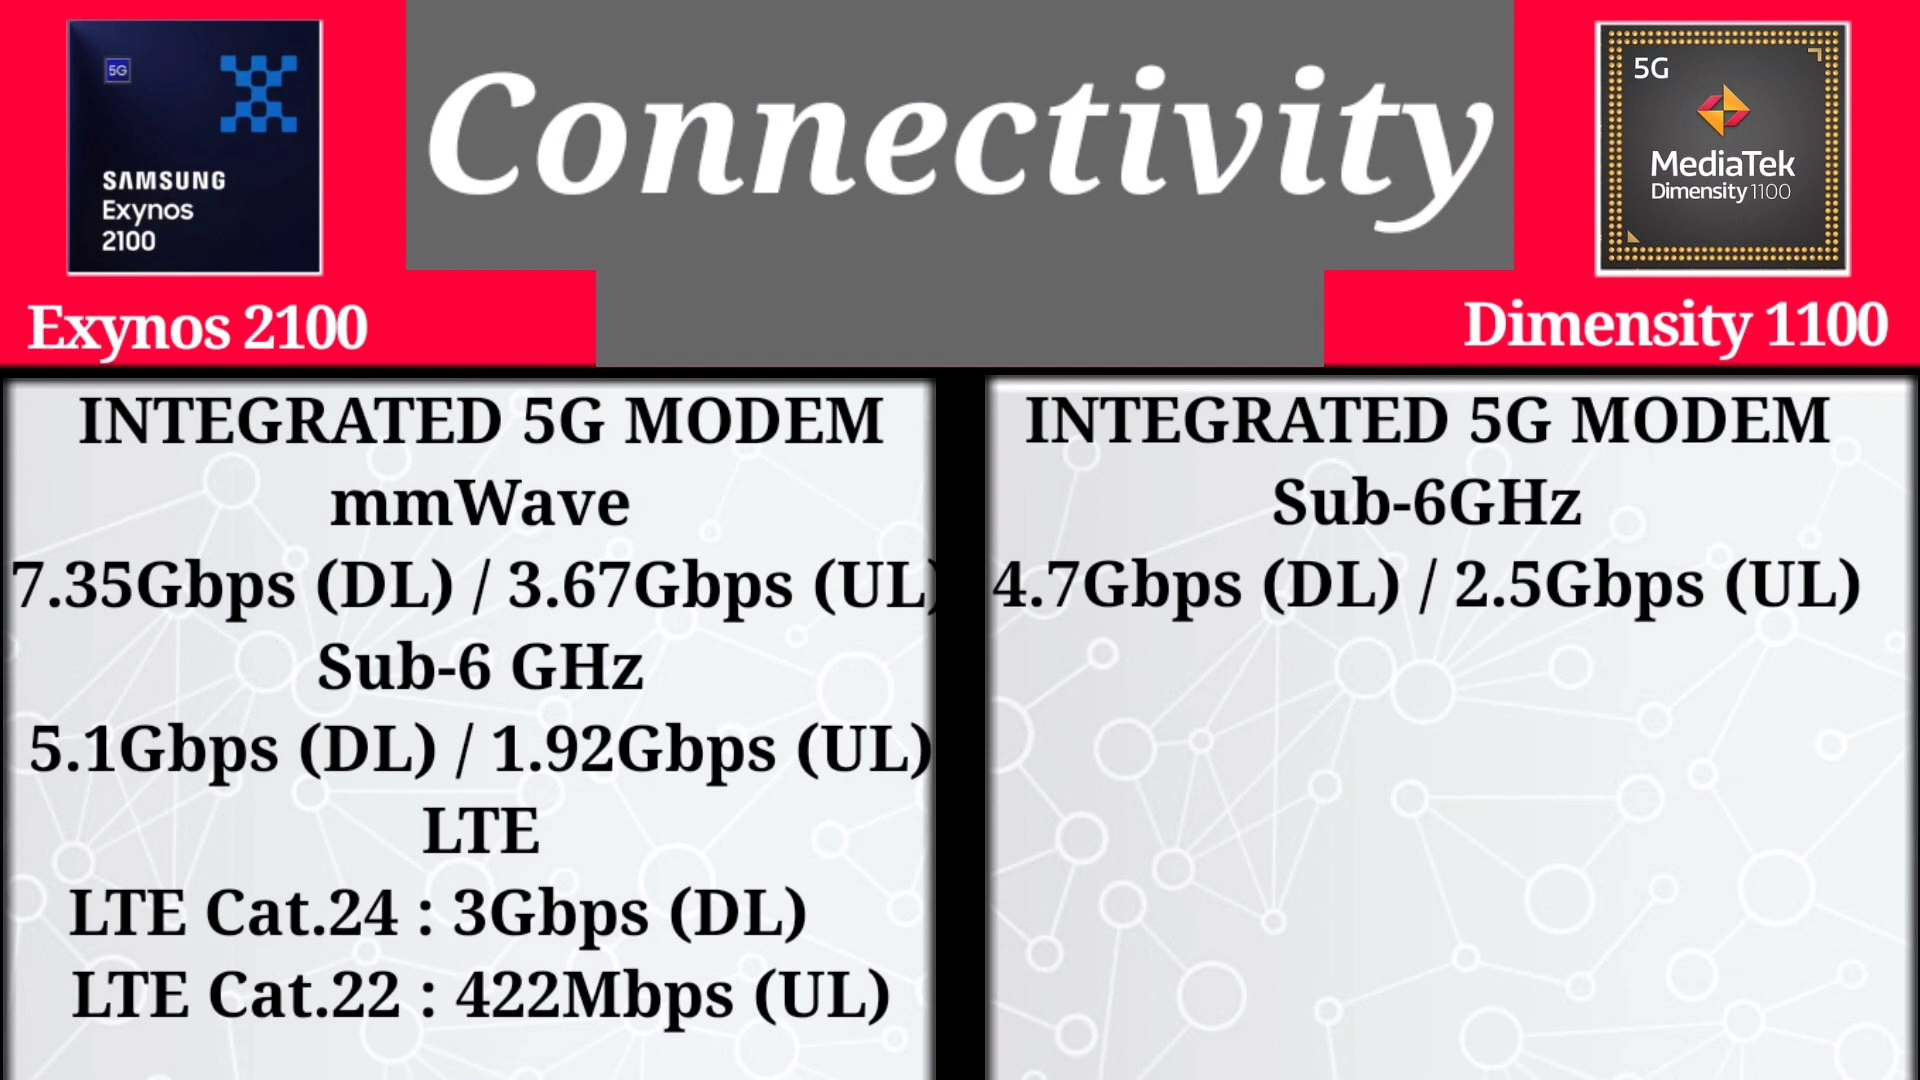 5G
SAMSUNG
Exynos
2100
Exynos 2100
Connectivity
5G
MediaTek
Dimensity 1100
Dimensity 1100
INTEGRATED 5G MODEM
mmWave
7.35Gbps (DL) / 3.67Gbps (UL)
Sub-6 GHz
5.1Gbps (DL) / 1.92Gbps (UL)
LTE
LTE Cat.24 : 3Gbps (DL)
LTE Cat.22 : 422Mbps (UL)
INTEGRATED 5G MODEM
Sub-6GHz
4.7Gbps (DL) / 2.5Gbps (UL)